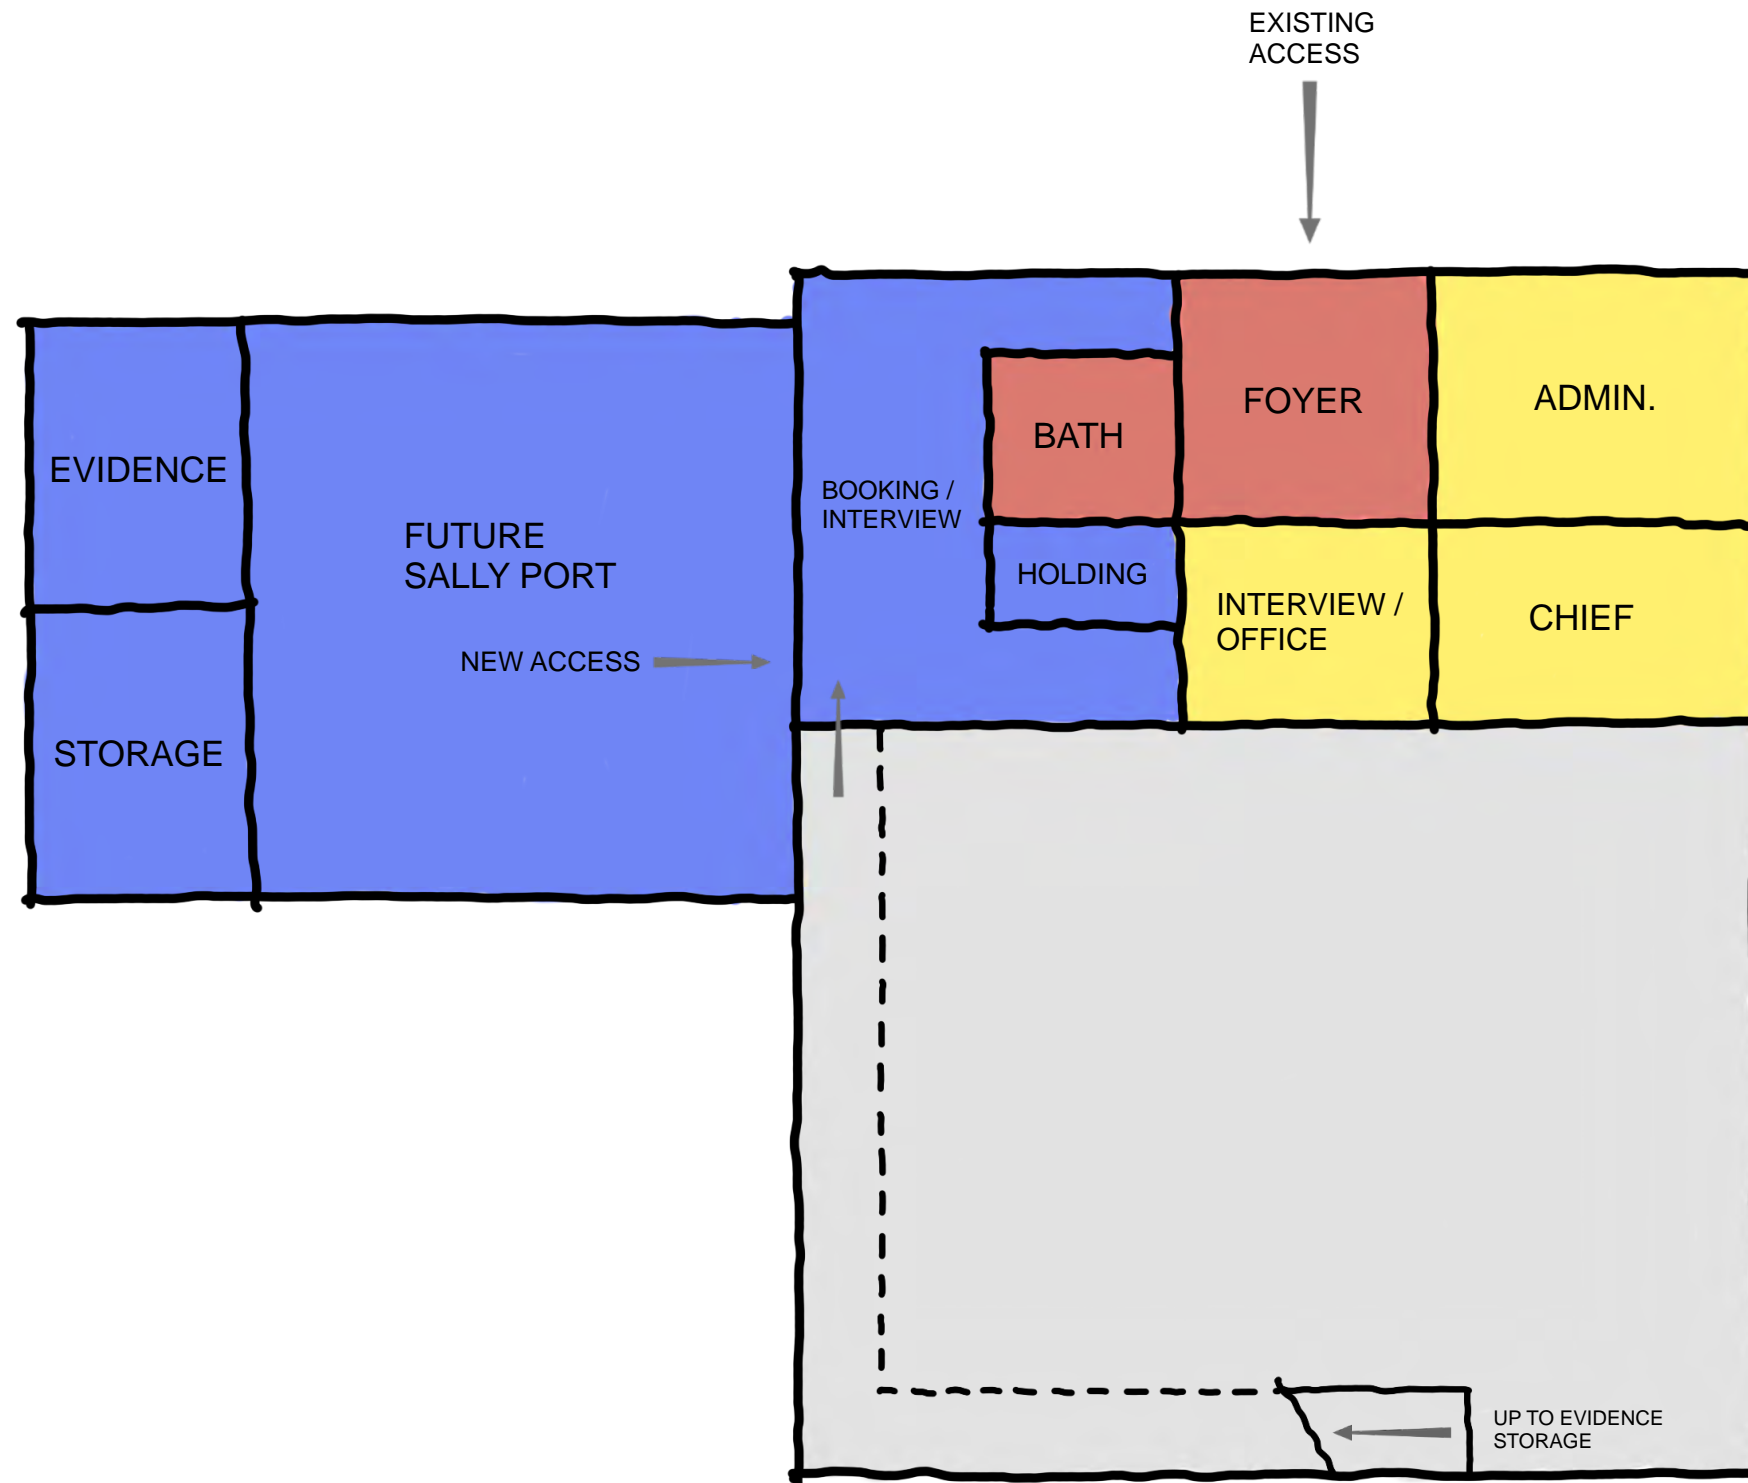 EXISTING
ACCESS
FOYER
ADMIN.
BATH
EVIDENCE
BOOKING /
INTERVIEW
FUTURE
SALLY PORT
HOLDING
INTERVIEW /
OFFICE
CHIEF
NEW ACCESS
STORAGE
UP TO EVIDENCE
STORAGE